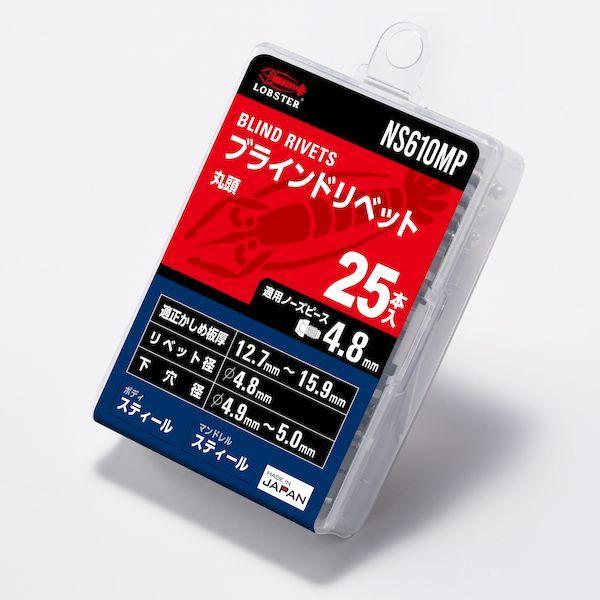 LOBSTER®
NS610MP
BLIND RIVETS
ブラインドリベット
丸頭
25本入
適用ノーズピース
4.8mm
適正かしめ板厚 12.7mm～15.9mm
リベット径 ∅4.8mm
下穴径 ∅4.9mm～5.0mm
ボディ
スティール
マンドレル
スティール
MADE IN
JAPAN